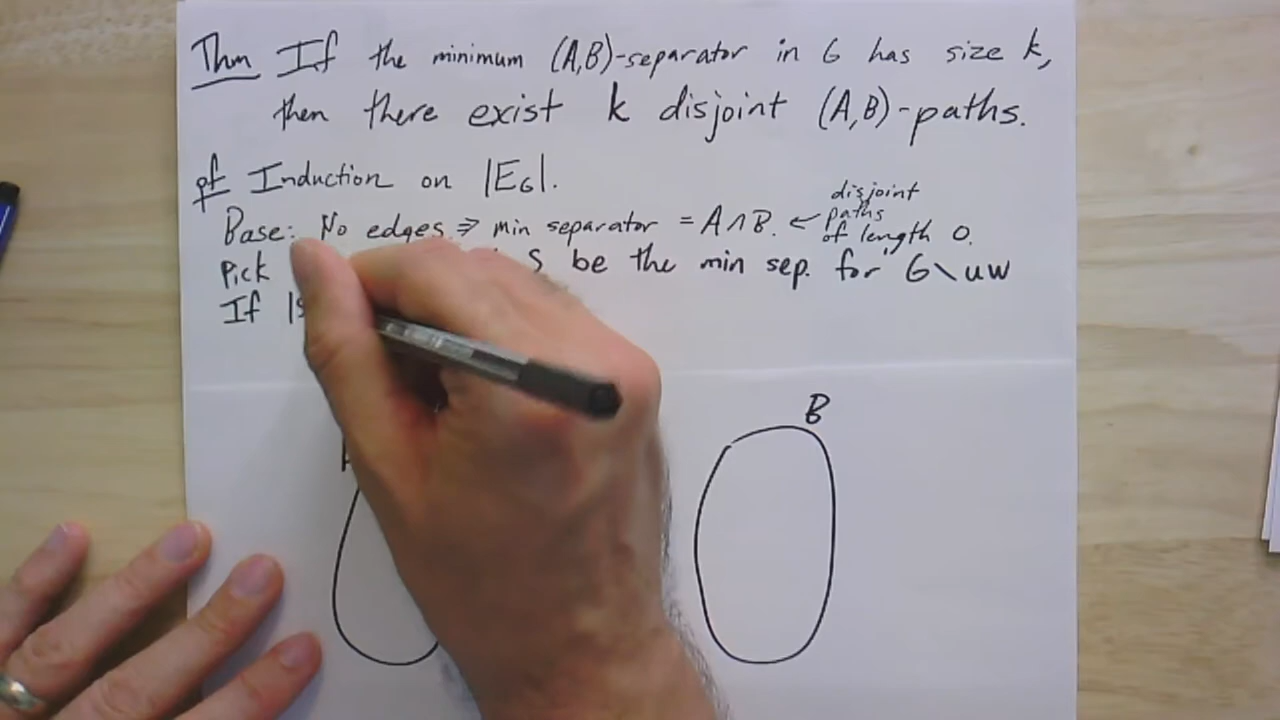 Thm If the minimum (A,B)-separator in G has size k,
then there exist k disjoint (A,B)-paths.
pf Induction on |E_G|.
Base: No edges ⇒ min separator = A∩B. ← disjoint paths of length 0.
Pick S be the min sep. for G\uw
If |S
B